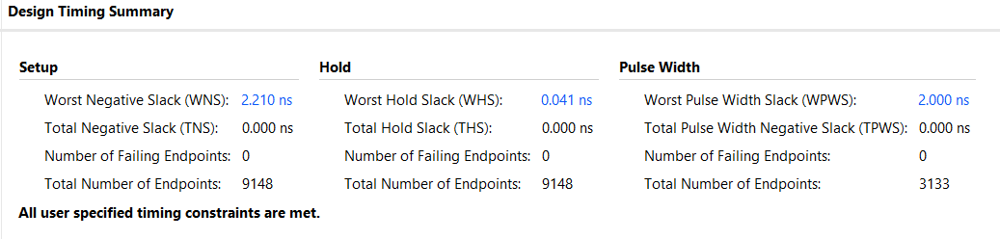 Design Timing Summary
Setup Hold Pulse Width
Worst Negative Slack (WNS): 2.210 ns Worst Hold Slack (WHS): 0.041 ns Worst Pulse Width Slack (WPWS): 2.000 ns
Total Negative Slack (TNS): 0.000 ns Total Hold Slack (THS): 0.000 ns Total Pulse Width Negative Slack (TPWS): 0.000 ns
Number of Failing Endpoints: 0 Number of Failing Endpoints: 0 Number of Failing Endpoints: 0
Total Number of Endpoints: 9148 Total Number of Endpoints: 9148 Total Number of Endpoints: 3133
All user specified timing constraints are met.